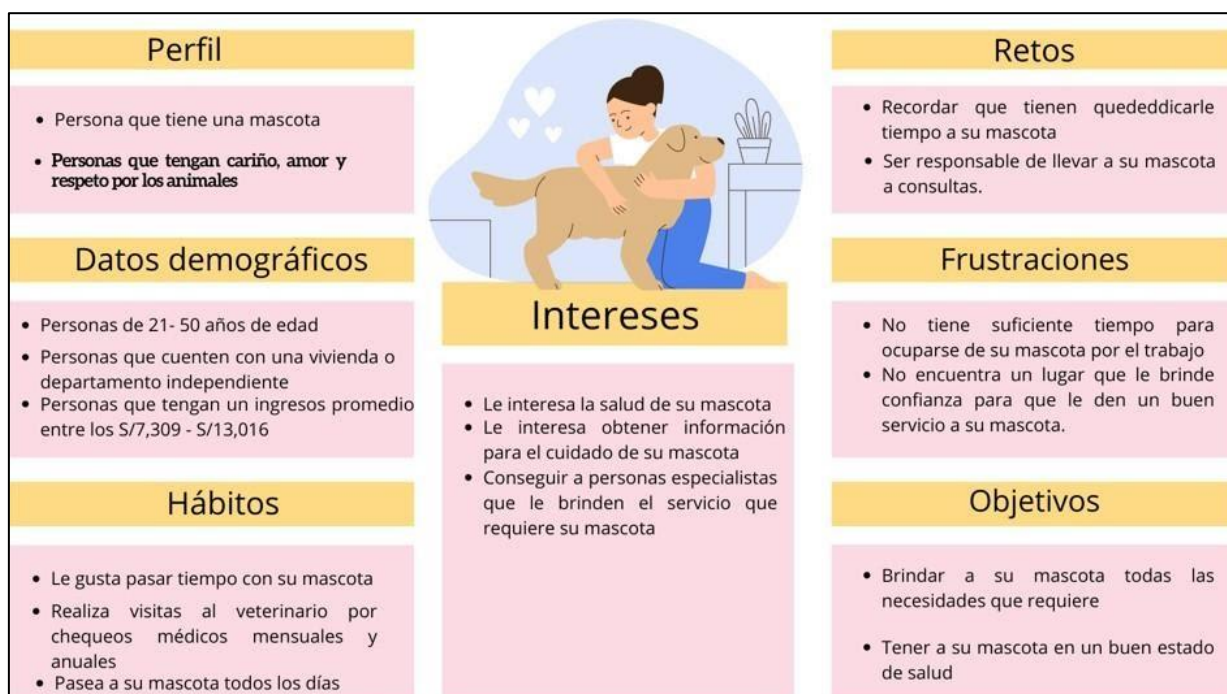 Perfil
• Persona que tiene una mascota
• Personas que tengan cariño, amor y
respeto por los animales
Datos demográficos
• Personas de 21- 50 años de edad
• Personas que cuenten con una vivienda o
departamento independiente
• Personas que tengan un ingresos promedio
entre los S/7,309 - S/13,016
Hábitos
• Le gusta pasar tiempo con su mascota
• Realiza visitas al veterinario por
chequeos médicos mensuales y
anuales
• Pasea a su mascota todos los días
Intereses
• Le interesa la salud de su mascota
• Le interesa obtener información
para el cuidado de su mascota
• Conseguir a personas especialistas
que le brinden el servicio que
requiere su mascota
Retos
• Recordar que tienen quededdicarle
tiempo a su mascota
• Ser responsable de llevar a su mascota
a consultas.
Frustraciones
• No tiene suficiente tiempo para
ocuparse de su mascota por el trabajo
• No encuentra un lugar que le brinde
confianza para que le den un buen
servicio a su mascota.
Objetivos
• Brindar a su mascota todas las
necesidades que requiere
• Tener a su mascota en un buen estado
de salud